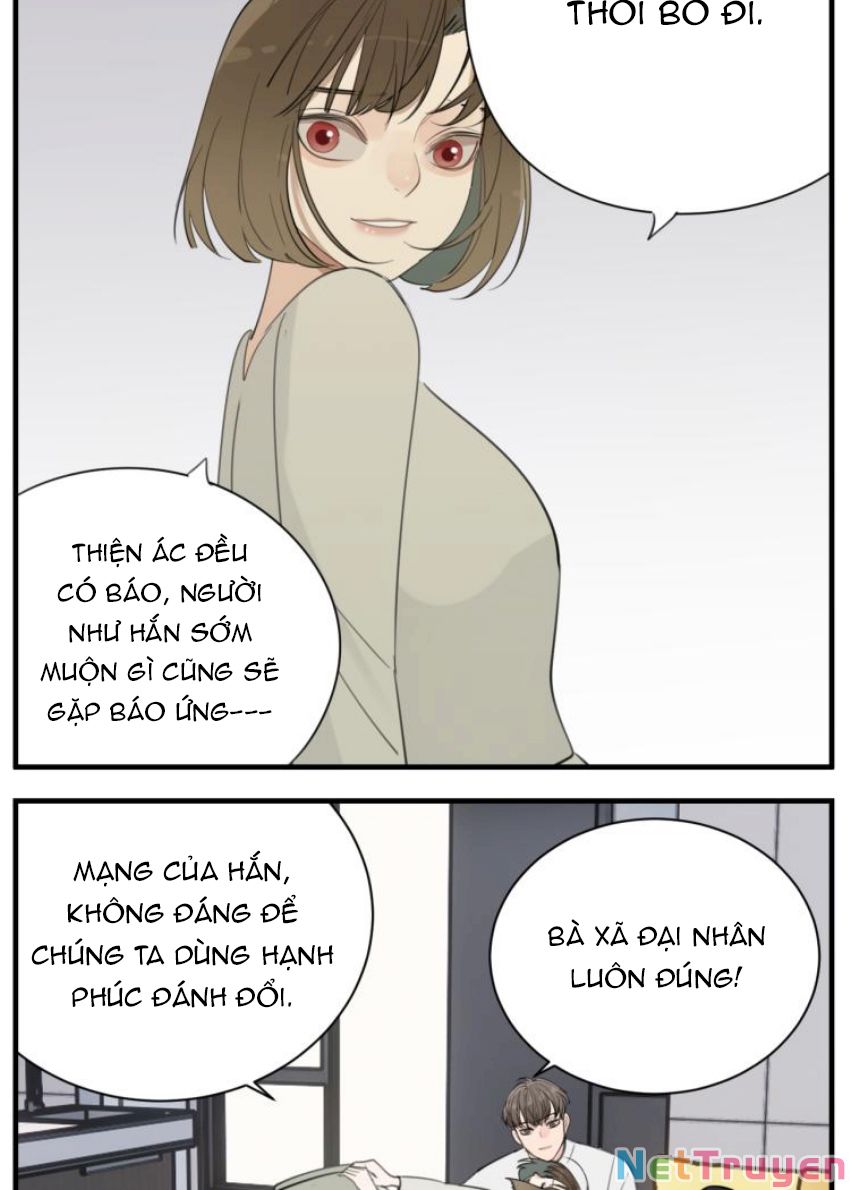 THÔI BỎ ĐI.
THIỆN ÁC ĐỀU
CÓ BÁO, NGƯỜI
NHƯ HẮN SỚM
MUỘN GÌ CŨNG SẼ
GẶP BÁO ỨNG---
MẠNG CỦA HẮN,
KHÔNG ĐÁNG ĐỂ
CHÚNG TA DÙNG HẠNH
PHÚC ĐÁNH ĐỔI.
BÀ XÃ ĐẠI NHÂN
LUÔN ĐÚNG!
NetTruyen